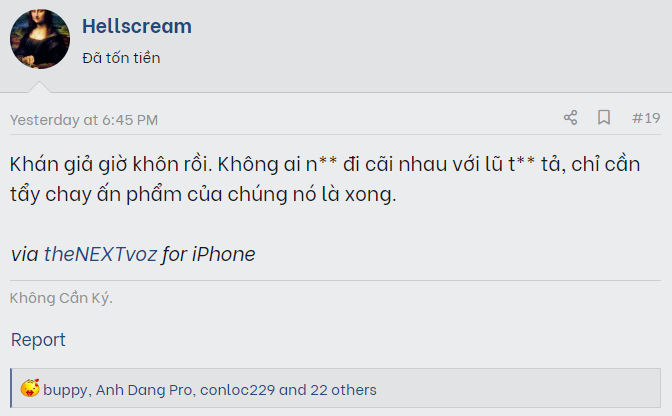 Hellscream
Đã tốn tiền
Yesterday at 6:45 PM
#19
Khán giả giờ khôn rồi. Không ai n** đi cãi nhau với lũ t** tả, chỉ cần
tẩy chay ấn phẩm của chúng nó là xong.
via theNEXTvoz for iPhone
Không Cần Ký.
Report
buppy, Anh Dang Pro, conloc229 and 22 others